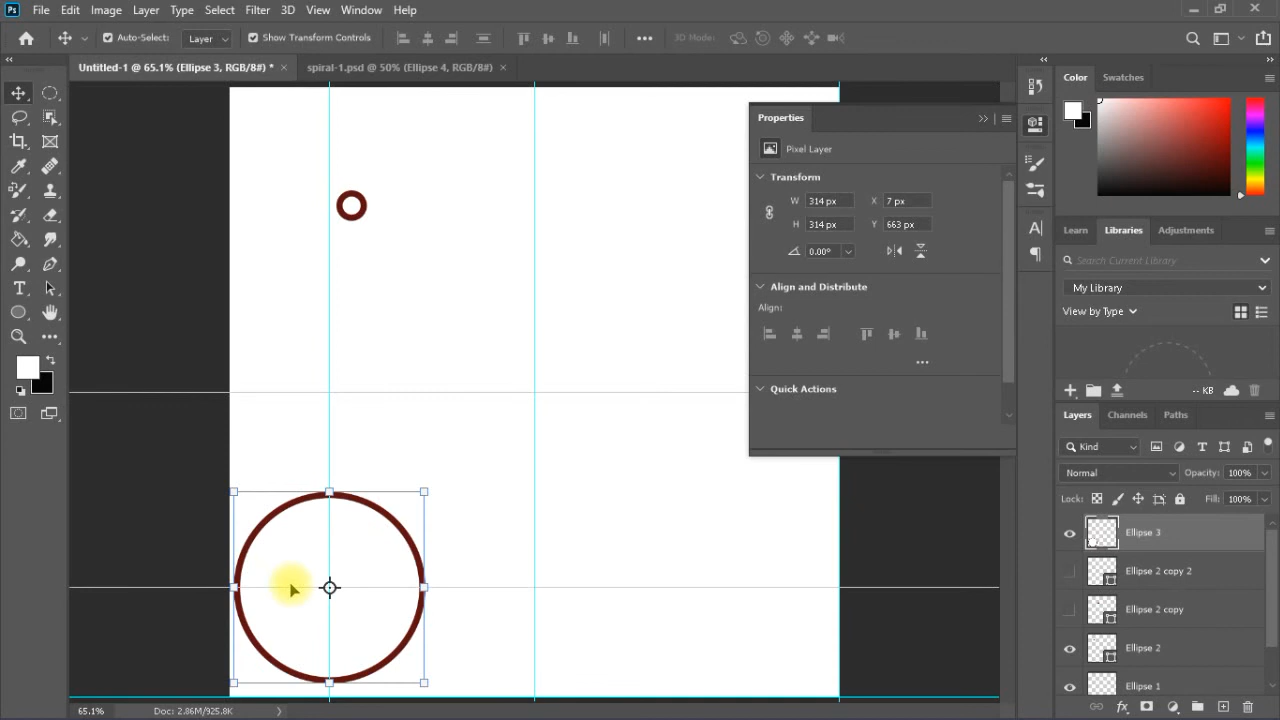 Ps File Edit Image Layer Type Select Filter 3D View Window Help
Auto-Select: Layer Show Transform Controls 3D Mode:
Untitled-1 @ 65.1% (Ellipse 3, RGB/8#) * spiral-1.psd @ 50% (Ellipse 4, RGB/8#)
Color Swatches
Properties
Pixel Layer
Transform
W 314 px X 7 px
H 314 px Y 663 px
0.00°
Align and Distribute
Align:
Quick Actions
Learn Libraries Adjustments
Search Current Library
My Library
View by Type
-- KB
Layers Channels Paths
Kind
Normal Opacity: 100%
Lock: Fill: 100%
Ellipse 3
Ellipse 2 copy 2
Ellipse 2 copy
Ellipse 2
Ellipse 1
65.1% Doc: 2.86M/925.8K